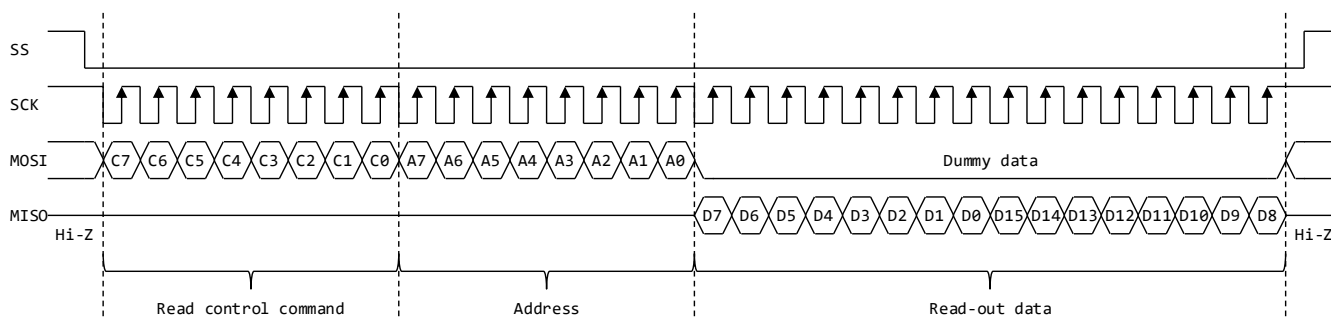 SS
SCK
MOSI C7 C6 C5 C4 C3 C2 C1 C0 A7 A6 A5 A4 A3 A2 A1 A0 Dummy data
MISO D7 D6 D5 D4 D3 D2 D1 D0 D15 D14 D13 D12 D11 D10 D9 D8
Hi-Z Hi-Z
Read control command Address Read-out data